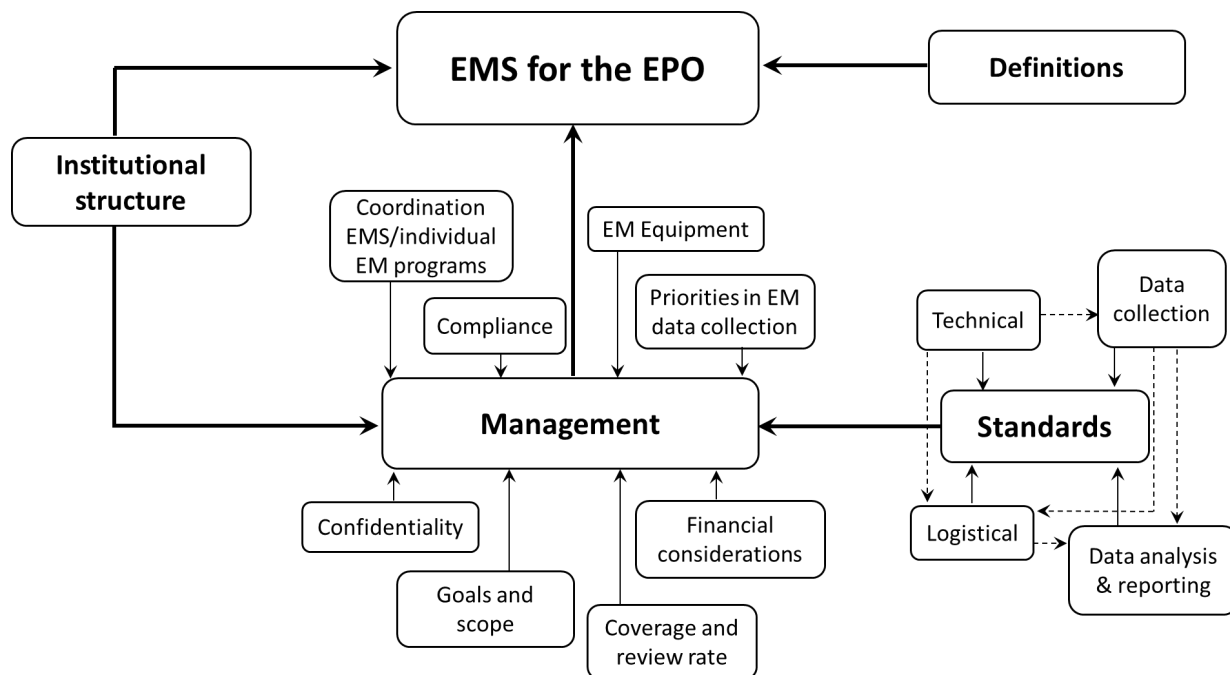 EMS for the EPO
Definitions
Institutional
structure
Coordination
EMS/individual
EM programs
EM Equipment
Compliance
Priorities in EM
data collection
Technical
Data
collection
Management
Standards
Confidentiality
Goals and
scope
Coverage and
review rate
Financial
considerations
Logistical
Data analysis
& reporting